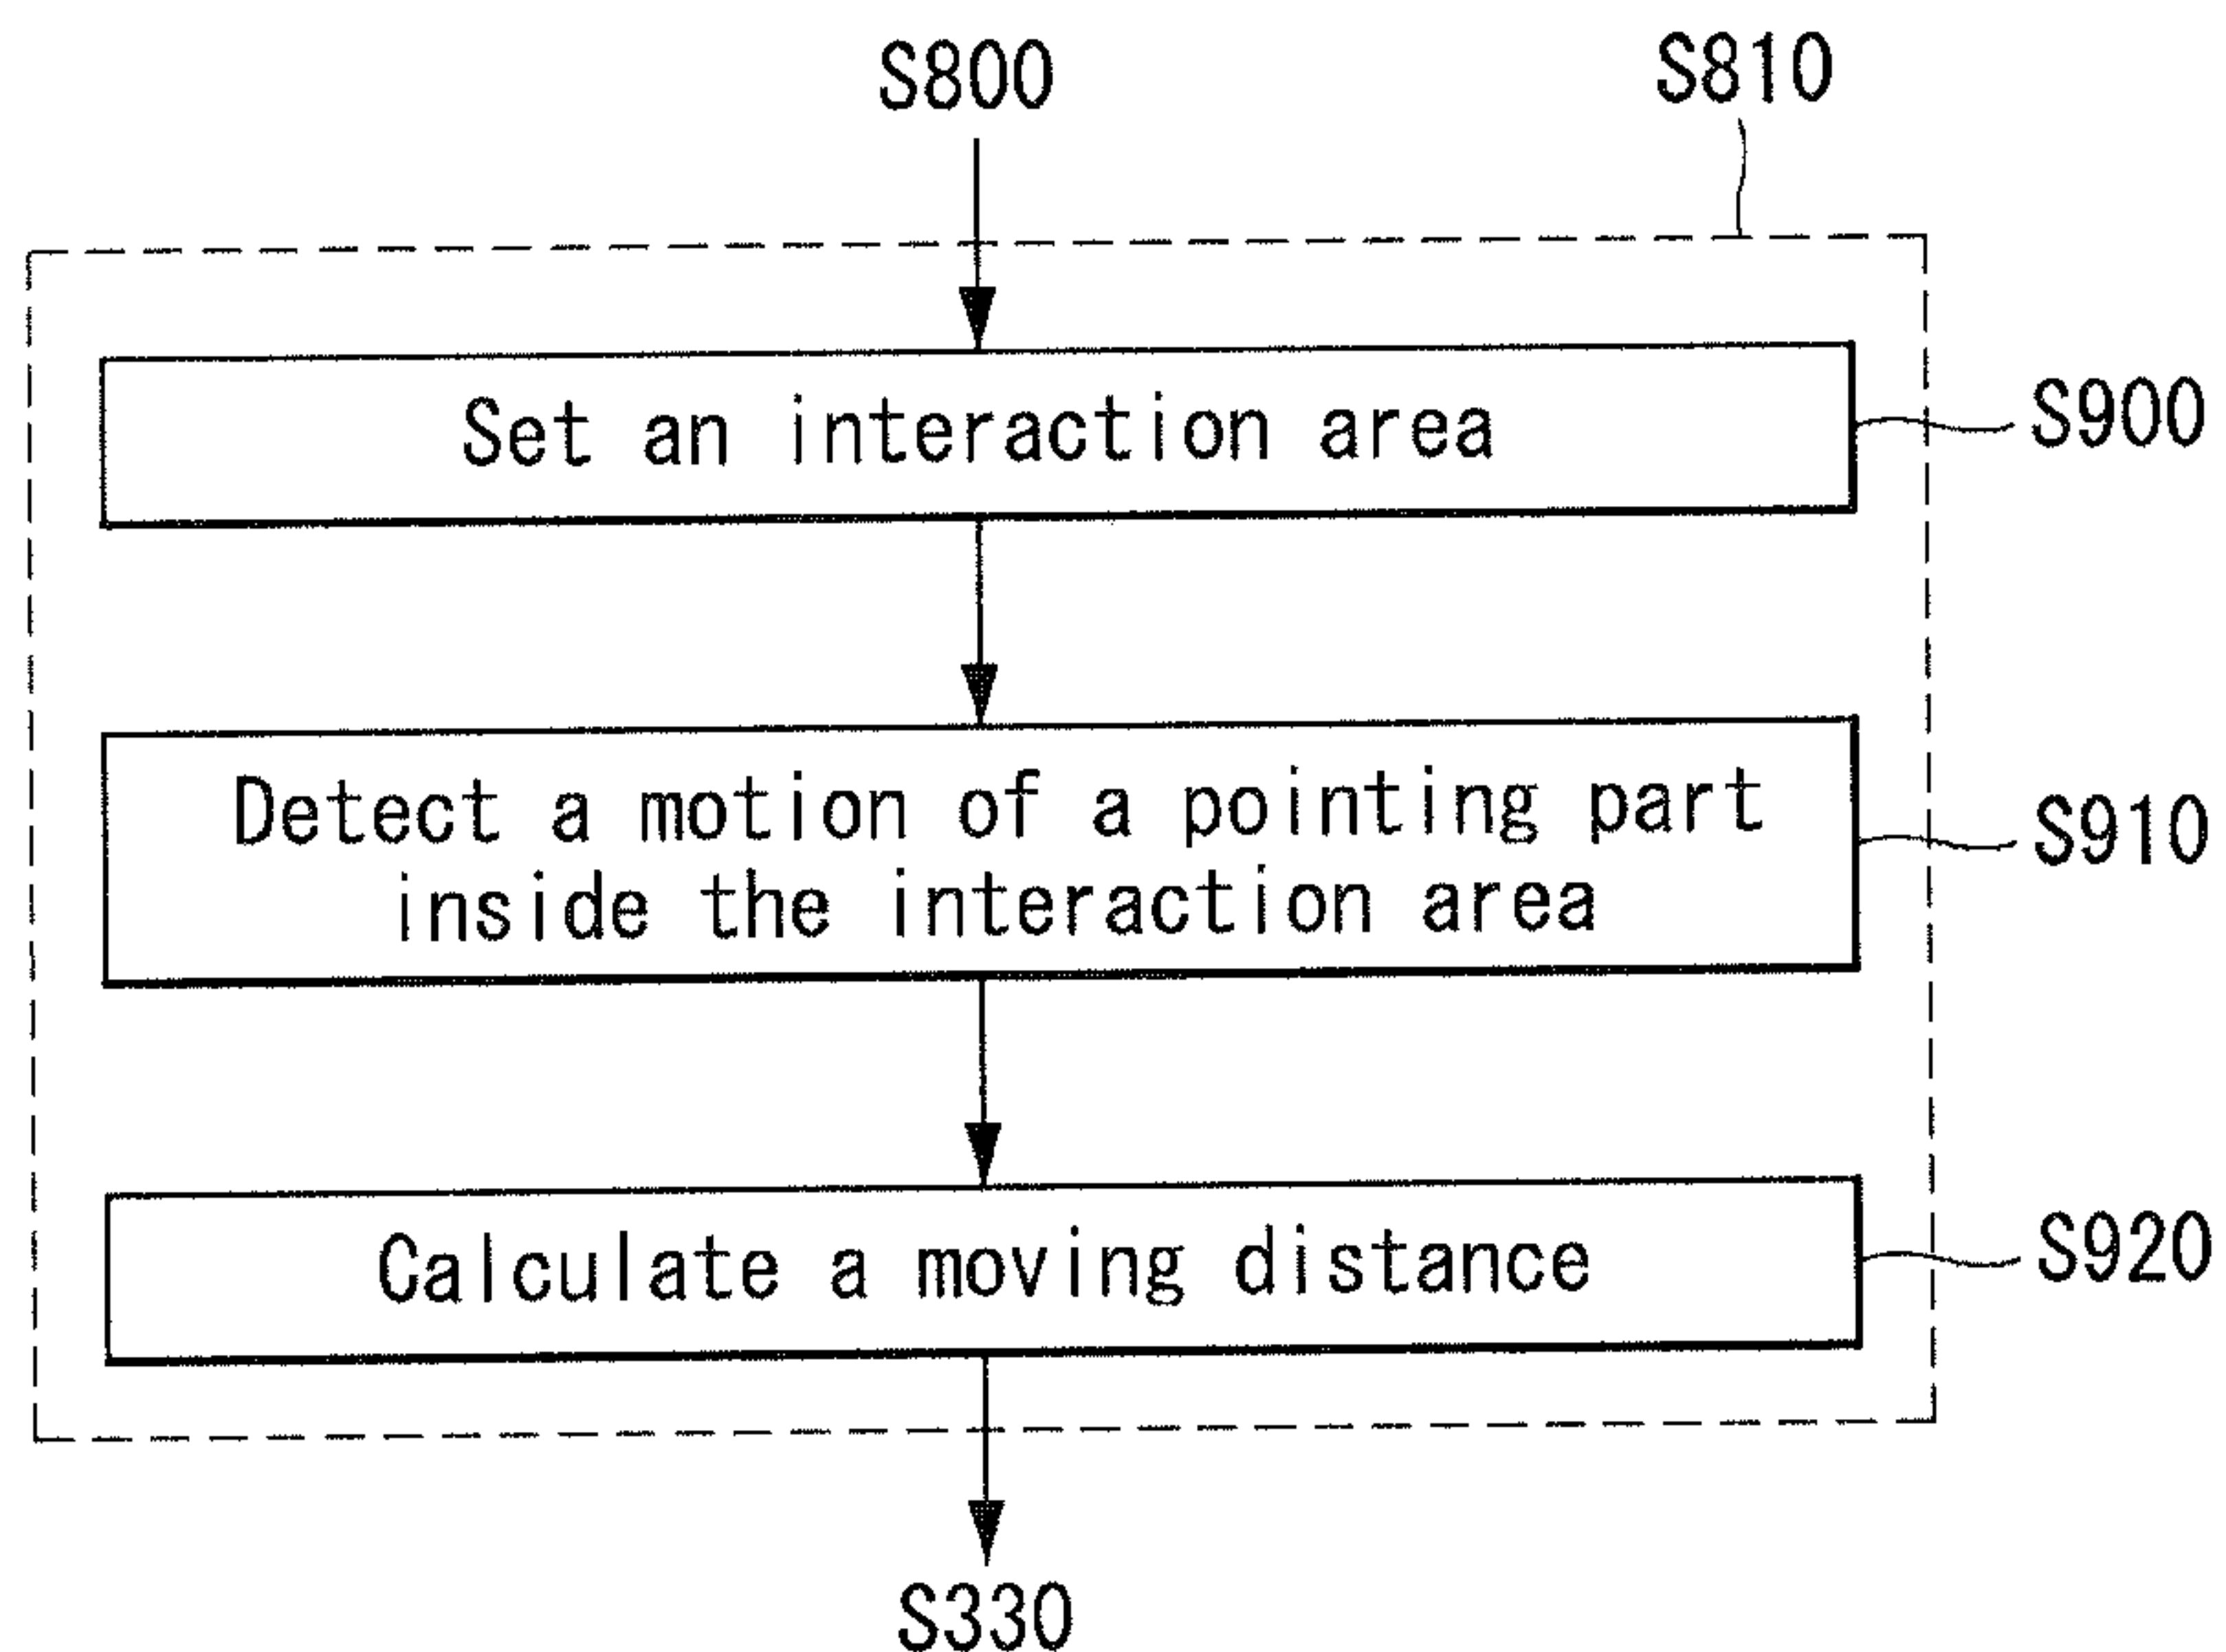 S800
S810
Set an interaction area
S900
Detect a motion of a pointing part
inside the interaction area
S910
Calculate a moving distance
S920
S330